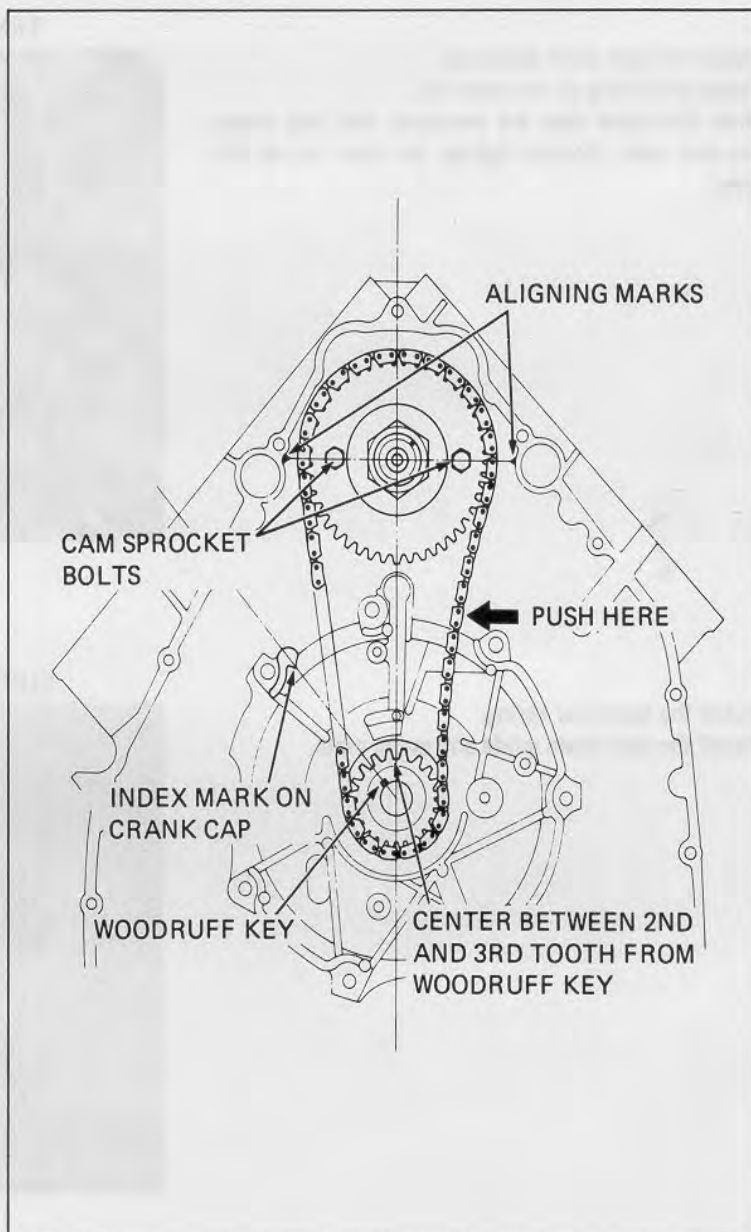 ALIGNING MARKS
CAM SPROCKET
BOLTS
PUSH HERE
INDEX MARK ON
CRANK CAP
WOODRUFF KEY
CENTER BETWEEN 2ND
AND 3RD TOOTH FROM
WOODRUFF KEY